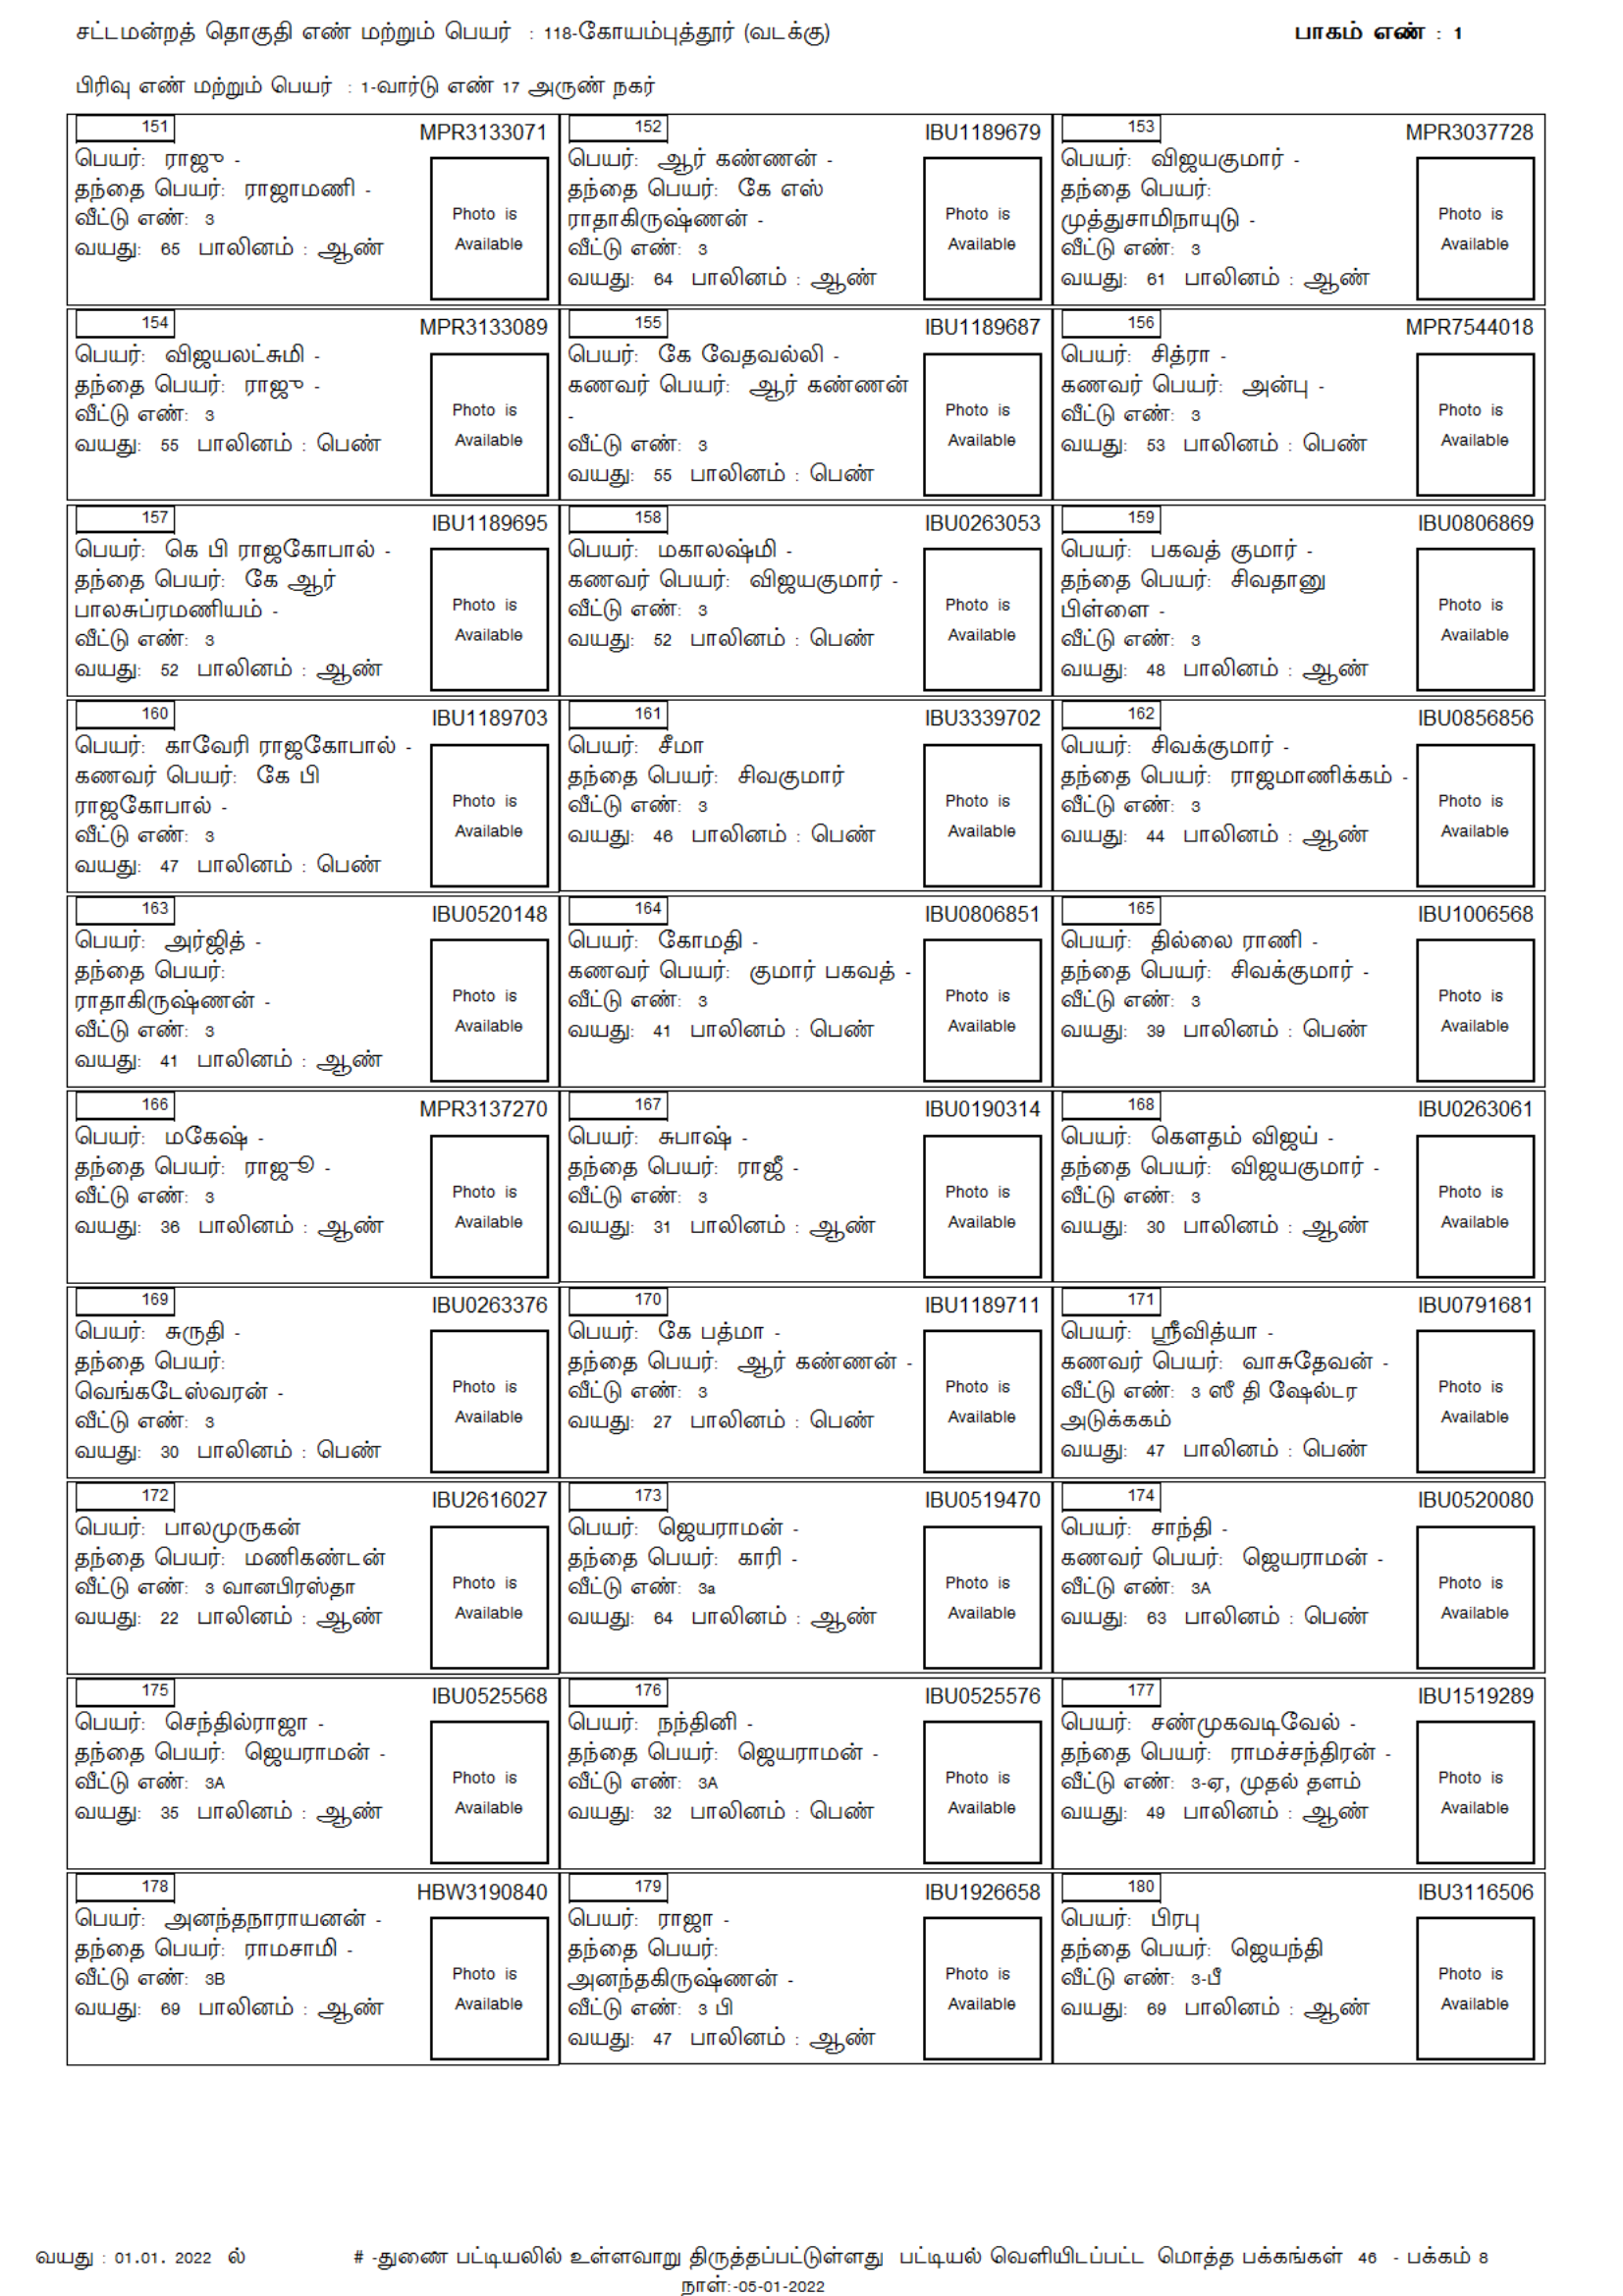 சட்டமன்றத் தொகுதி எண் மற்றும் பெயர் : 118-கோயம்புத்தூர் (வடக்கு)
பாகம் எண் : 1
பிரிவு எண் மற்றும் பெயர் : 1-வார்டு எண் 17 அருண் நகர்
151 MPR3133071
பெயர்: ராஜு -
தந்தை பெயர்: ராஜாமணி -
வீட்டு எண்: 3
வயது: 65 பாலினம் : ஆண்
Photo is
Available
152 IBU1189679
பெயர்: ஆர் கண்ணன் -
தந்தை பெயர்: கே எஸ்
ராதாகிருஷ்ணன் -
வீட்டு எண்: 3
வயது: 64 பாலினம் : ஆண்
Photo is
Available
153 MPR3037728
பெயர்: விஜயகுமார் -
தந்தை பெயர்:
முத்துசாமிநாயுடு -
வீட்டு எண்: 3
வயது: 61 பாலினம் : ஆண்
Photo is
Available
154 MPR3133089
பெயர்: விஜயலட்சுமி -
தந்தை பெயர்: ராஜு -
வீட்டு எண்: 3
வயது: 55 பாலினம் : பெண்
Photo is
Available
155 IBU1189687
பெயர்: கே வேதவல்லி -
கணவர் பெயர்: ஆர் கண்ணன்
-
வீட்டு எண்: 3
வயது: 55 பாலினம் : பெண்
Photo is
Available
156 MPR7544018
பெயர்: சித்ரா -
கணவர் பெயர்: அன்பு -
வீட்டு எண்: 3
வயது: 53 பாலினம் : பெண்
Photo is
Available
157 IBU1189695
பெயர்: கெ பி ராஜகோபால் -
தந்தை பெயர்: கே ஆர்
பாலசுப்ரமணியம் -
வீட்டு எண்: 3
வயது: 52 பாலினம் : ஆண்
Photo is
Available
158 IBU0263053
பெயர்: மகாலஷ்மி -
கணவர் பெயர்: விஜயகுமார் -
வீட்டு எண்: 3
வயது: 52 பாலினம் : பெண்
Photo is
Available
159 IBU0806869
பெயர்: பகவத் குமார் -
தந்தை பெயர்: சிவதானு
பிள்ளை -
வீட்டு எண்: 3
வயது: 48 பாலினம் : ஆண்
Photo is
Available
160 IBU1189703
பெயர்: காவேரி ராஜகோபால் -
கணவர் பெயர்: கே பி
ராஜகோபால் -
வீட்டு எண்: 3
வயது: 47 பாலினம் : பெண்
Photo is
Available
161 IBU3339702
பெயர்: சீமா
தந்தை பெயர்: சிவகுமார்
வீட்டு எண்: 3
வயது: 46 பாலினம் : பெண்
Photo is
Available
162 IBU0856856
பெயர்: சிவக்குமார் -
தந்தை பெயர்: ராஜமாணிக்கம் -
வீட்டு எண்: 3
வயது: 44 பாலினம் : ஆண்
Photo is
Available
163 IBU0520148
பெயர்: அர்ஜித் -
தந்தை பெயர்:
ராதாகிருஷ்ணன் -
வீட்டு எண்: 3
வயது: 41 பாலினம் : ஆண்
Photo is
Available
164 IBU0806851
பெயர்: கோமதி -
கணவர் பெயர்: குமார் பகவத் -
வீட்டு எண்: 3
வயது: 41 பாலினம் : பெண்
Photo is
Available
165 IBU1006568
பெயர்: தில்லை ராணி -
தந்தை பெயர்: சிவக்குமார் -
வீட்டு எண்: 3
வயது: 39 பாலினம் : பெண்
Photo is
Available
166 MPR3137270
பெயர்: மகேஷ் -
தந்தை பெயர்: ராஜூ -
வீட்டு எண்: 3
வயது: 36 பாலினம் : ஆண்
Photo is
Available
167 IBU0190314
பெயர்: சுபாஷ் -
தந்தை பெயர்: ராஜீ -
வீட்டு எண்: 3
வயது: 31 பாலினம் : ஆண்
Photo is
Available
168 IBU0263061
பெயர்: கௌதம் விஜய் -
தந்தை பெயர்: விஜயகுமார் -
வீட்டு எண்: 3
வயது: 30 பாலினம் : ஆண்
Photo is
Available
169 IBU0263376
பெயர்: சுருதி -
தந்தை பெயர்:
வெங்கடேஸ்வரன் -
வீட்டு எண்: 3
வயது: 30 பாலினம் : பெண்
Photo is
Available
170 IBU1189711
பெயர்: கே பத்மா -
தந்தை பெயர்: ஆர் கண்ணன் -
வீட்டு எண்: 3
வயது: 27 பாலினம் : பெண்
Photo is
Available
171 IBU0791681
பெயர்: ஸ்ரீவித்யா -
கணவர் பெயர்: வாசுதேவன் -
வீட்டு எண்: 3 ஸீ தி ஷேல்டர
அடுக்ககம்
வயது: 47 பாலினம் : பெண்
Photo is
Available
172 IBU2616027
பெயர்: பாலமுருகன்
தந்தை பெயர்: மணிகண்டன்
வீட்டு எண்: 3 வானபிரஸ்தா
வயது: 22 பாலினம் : ஆண்
Photo is
Available
173 IBU0519470
பெயர்: ஜெயராமன் -
தந்தை பெயர்: காரி -
வீட்டு எண்: 3a
வயது: 64 பாலினம் : ஆண்
Photo is
Available
174 IBU0520080
பெயர்: சாந்தி -
கணவர் பெயர்: ஜெயராமன் -
வீட்டு எண்: 3A
வயது: 63 பாலினம் : பெண்
Photo is
Available
175 IBU0525568
பெயர்: செந்தில்ராஜா -
தந்தை பெயர்: ஜெயராமன் -
வீட்டு எண்: 3A
வயது: 35 பாலினம் : ஆண்
Photo is
Available
176 IBU0525576
பெயர்: நந்தினி -
தந்தை பெயர்: ஜெயராமன் -
வீட்டு எண்: 3A
வயது: 32 பாலினம் : பெண்
Photo is
Available
177 IBU1519289
பெயர்: சண்முகவடிவேல் -
தந்தை பெயர்: ராமச்சந்திரன் -
வீட்டு எண்: 3-ஏ, முதல் தளம்
வயது: 49 பாலினம் : ஆண்
Photo is
Available
178 HBW3190840
பெயர்: அனந்தநாராயனன் -
தந்தை பெயர்: ராமசாமி -
வீட்டு எண்: 3B
வயது: 69 பாலினம் : ஆண்
Photo is
Available
179 IBU1926658
பெயர்: ராஜா -
தந்தை பெயர்:
அனந்தகிருஷ்ணன் -
வீட்டு எண்: 3 பி
வயது: 47 பாலினம் : ஆண்
Photo is
Available
180 IBU3116506
பெயர்: பிரபு
தந்தை பெயர்: ஜெயந்தி
வீட்டு எண்: 3-பீ
வயது: 69 பாலினம் : ஆண்
Photo is
Available
வயது : 01.01. 2022 ல்
# -துணை பட்டியலில் உள்ளவாறு திருத்தப்பட்டுள்ளது பட்டியல் வெளியிடப்பட்ட மொத்த பக்கங்கள் 46 - பக்கம் 8
நாள்:-05-01-2022